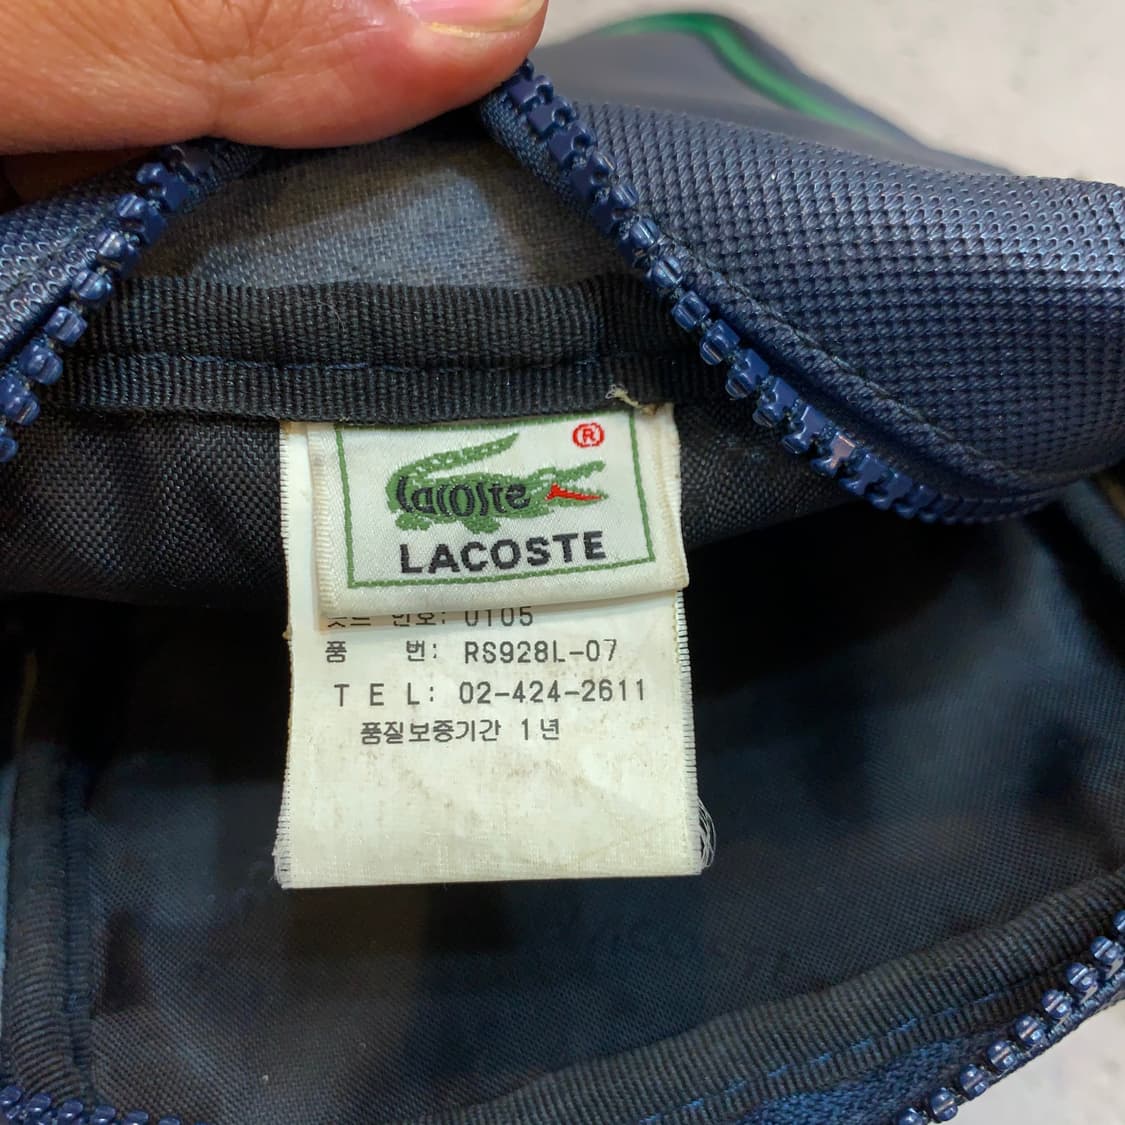 ®
Lacoste
LACOSTE
번호: 0105
품 번: RS928L-07
T E L: 02-424-2611
품질보증기간 1년